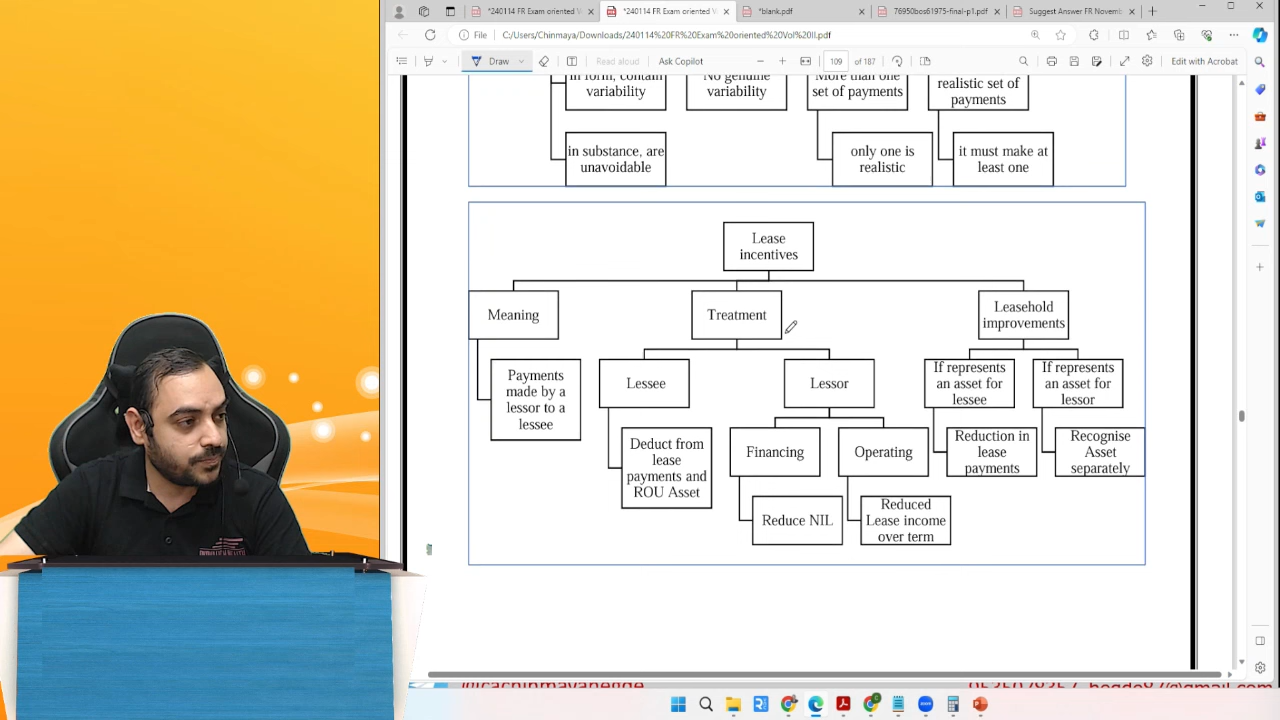 *240114 FR Exam oriented V
*240114 FR Exam oriented V
*blank.pdf
76950bos61975-final-p1.pdf
Suggest Answer FR Novemb
File
C:/Users/Chinmaya/Downloads/240114%20FR%20Exam%20oriented%20Vol%20II.pdf
Draw
Read aloud
Ask Copilot
109 of 187
Edit with Acrobat
in form, contain
variability
No genuine
variability
More than one
set of payments
realistic set of
payments
in substance, are
unavoidable
only one is
realistic
it must make at
least one
Lease
incentives
Meaning
Treatment
Leasehold
improvements
Payments
made by a
lessor to a
lessee
Lessee
Lessor
If represents
an asset for
lessee
If represents
an asset for
lessor
Deduct from
lease
payments and
ROU Asset
Financing
Operating
Reduction in
lease
payments
Recognise
Asset
separately
Reduce NIL
Reduced
Lease income
over term